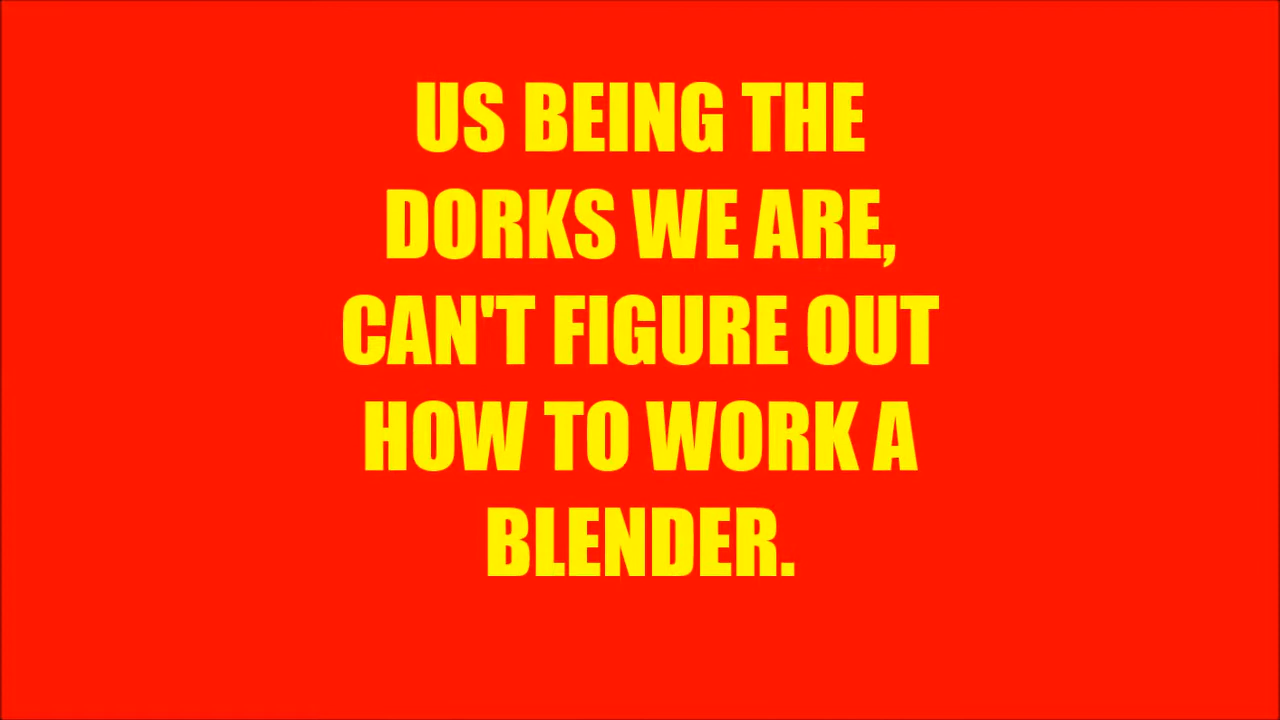 US BEING THE
DORKS WE ARE,
CAN'T FIGURE OUT
HOW TO WORK A
BLENDER.